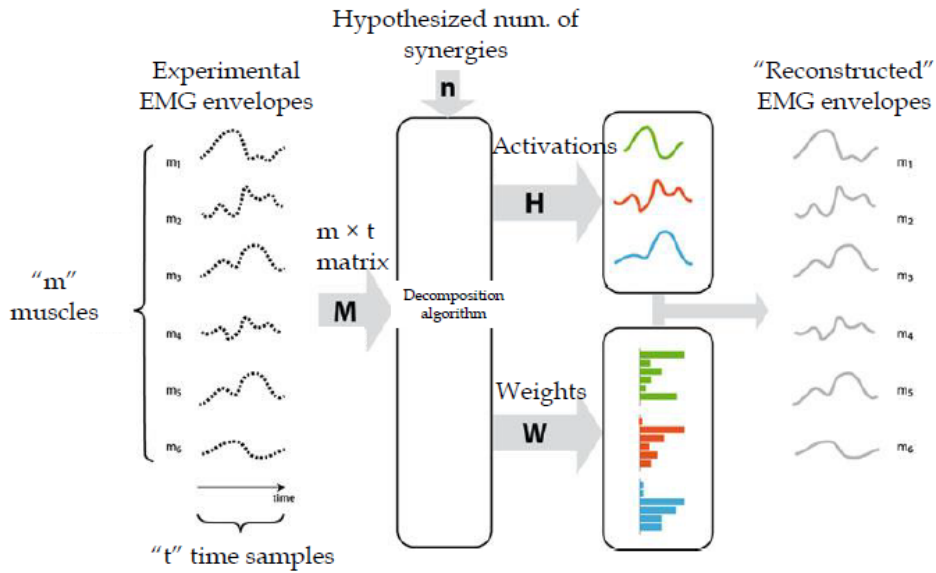 Hypothesized num. of
synergies
n
Experimental
EMG envelopes
“Reconstructed”
EMG envelopes
m1
m2
m3
m4
m5
m6
“m”
muscles
time
“t” time samples
m × t
matrix
M
Decomposition
algorithm
Activations
H
Weights
W
m1
m2
m3
m4
m5
m6